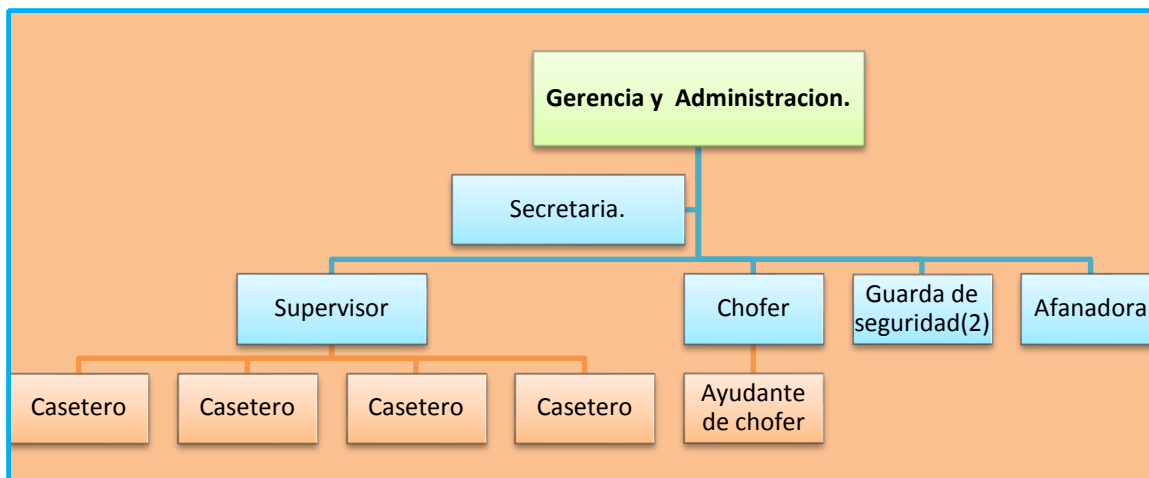 Gerencia y Administracion.
Secretaria.
Supervisor
Chofer
Guarda de
seguridad(2)
Afanadora
Casetero
Casetero
Casetero
Casetero
Ayudante
de chofer